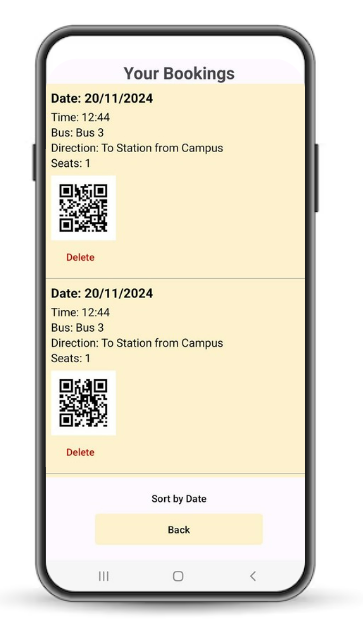 Your Bookings
Date: 20/11/2024
Time: 12:44
Bus: Bus 3
Direction: To Station from Campus
Seats: 1
Delete
Date: 20/11/2024
Time: 12:44
Bus: Bus 3
Direction: To Station from Campus
Seats: 1
Delete
Sort by Date
Back